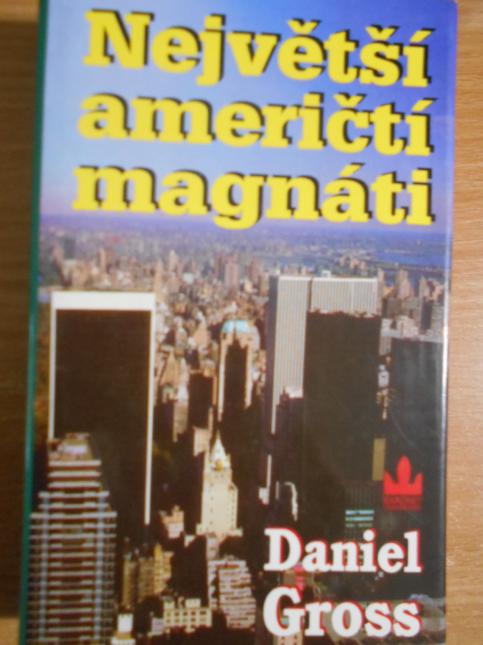 Největší
američtí
magnáti
Daniel
Gross